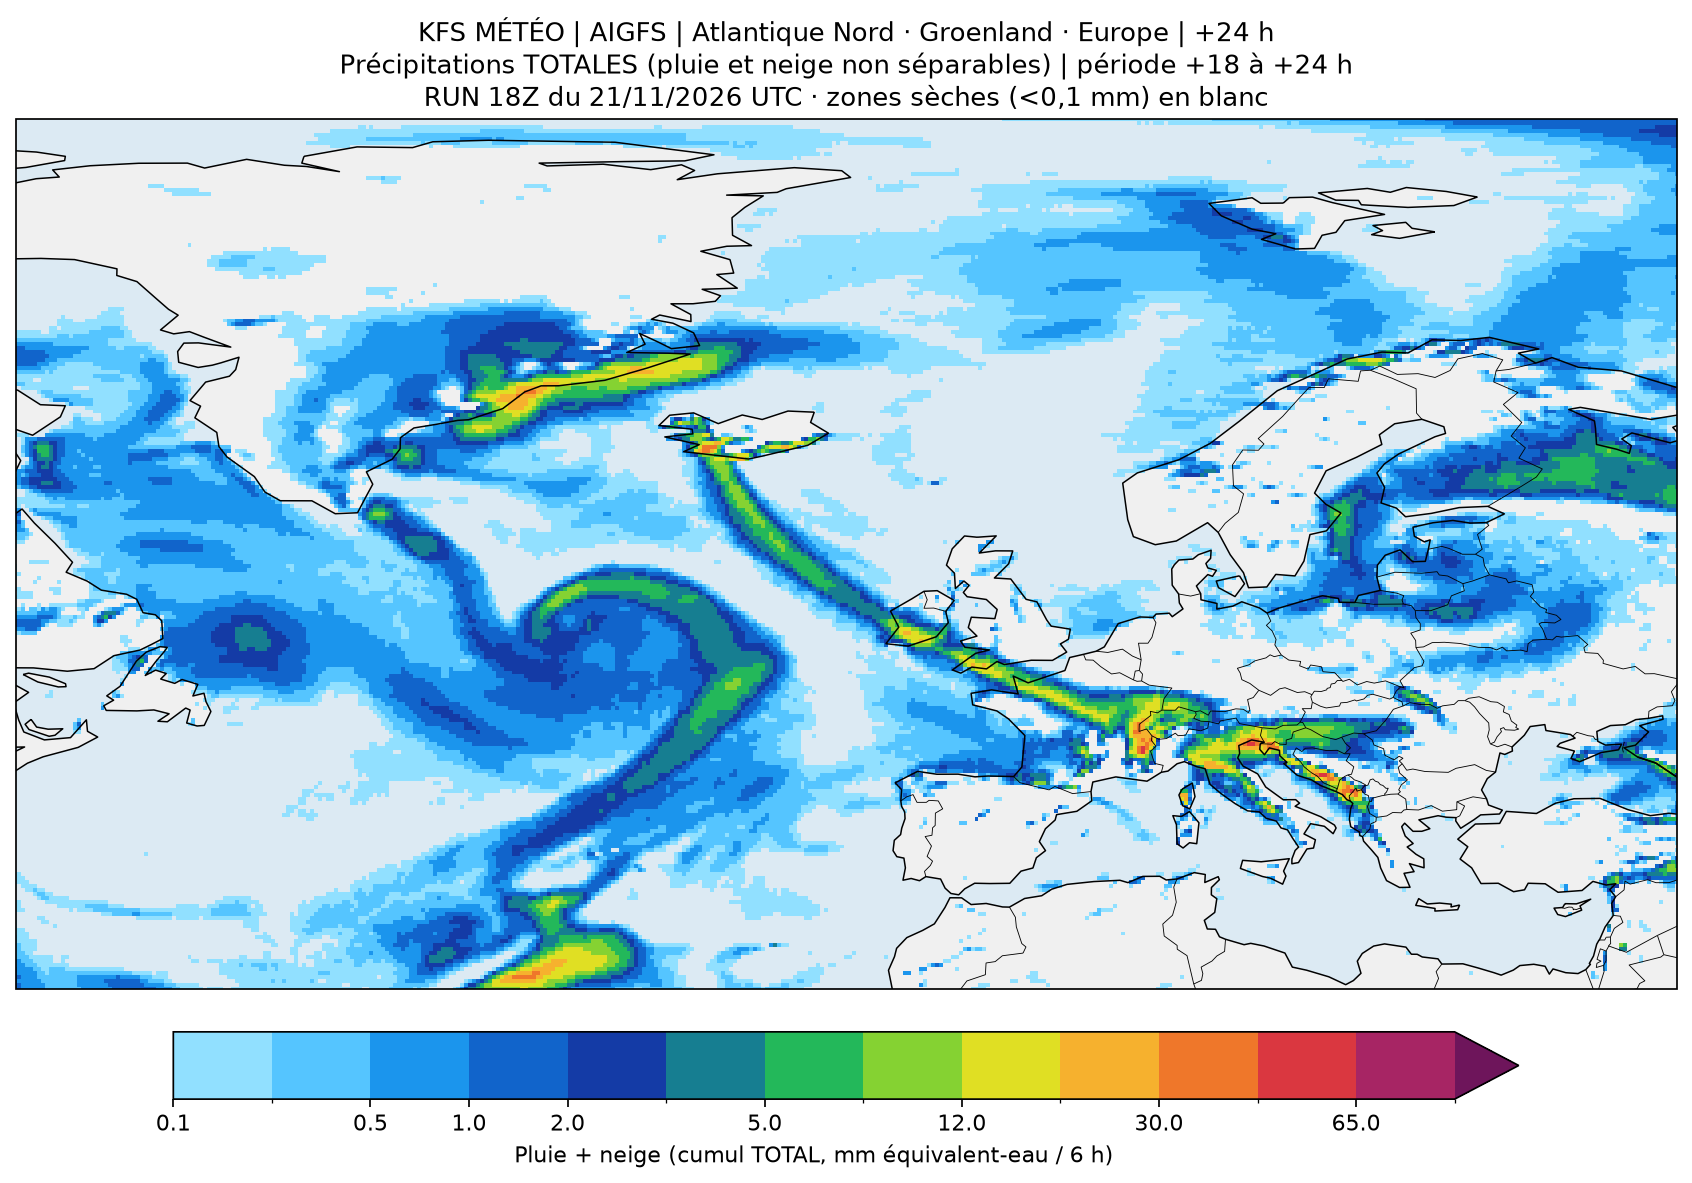 KFS MÉTÉO | AIGFS | Atlantique Nord · Groenland · Europe | +24 h
Précipitations TOTALES (pluie et neige non séparables) | période +18 à +24 h
RUN 18Z du 21/11/2026 UTC · zones sèches (<0,1 mm) en blanc
0.1 0.5 1.0 2.0 5.0 12.0 30.0 65.0
Pluie + neige (cumul TOTAL, mm équivalent-eau / 6 h)